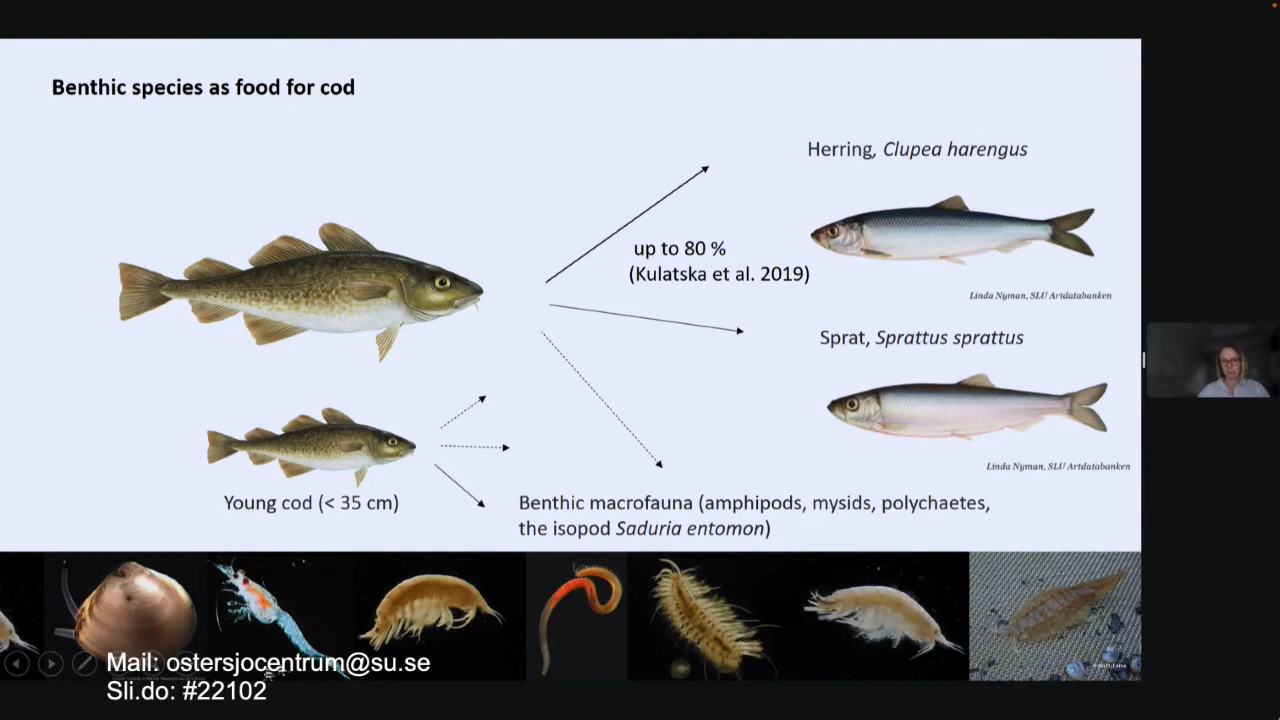 Benthic species as food for cod
Herring, Clupea harengus
up to 80 %
(Kulatska et al. 2019)
Linda Nyman, SLU Artdatabanken
Sprat, Sprattus sprattus
Linda Nyman, SLU Artdatabanken
Young cod (< 35 cm)
Benthic macrofauna (amphipods, mysids, polychaetes,
the isopod Saduria entomon)
Mail: ostersjocentrum@su.se
Sli.do: #22102